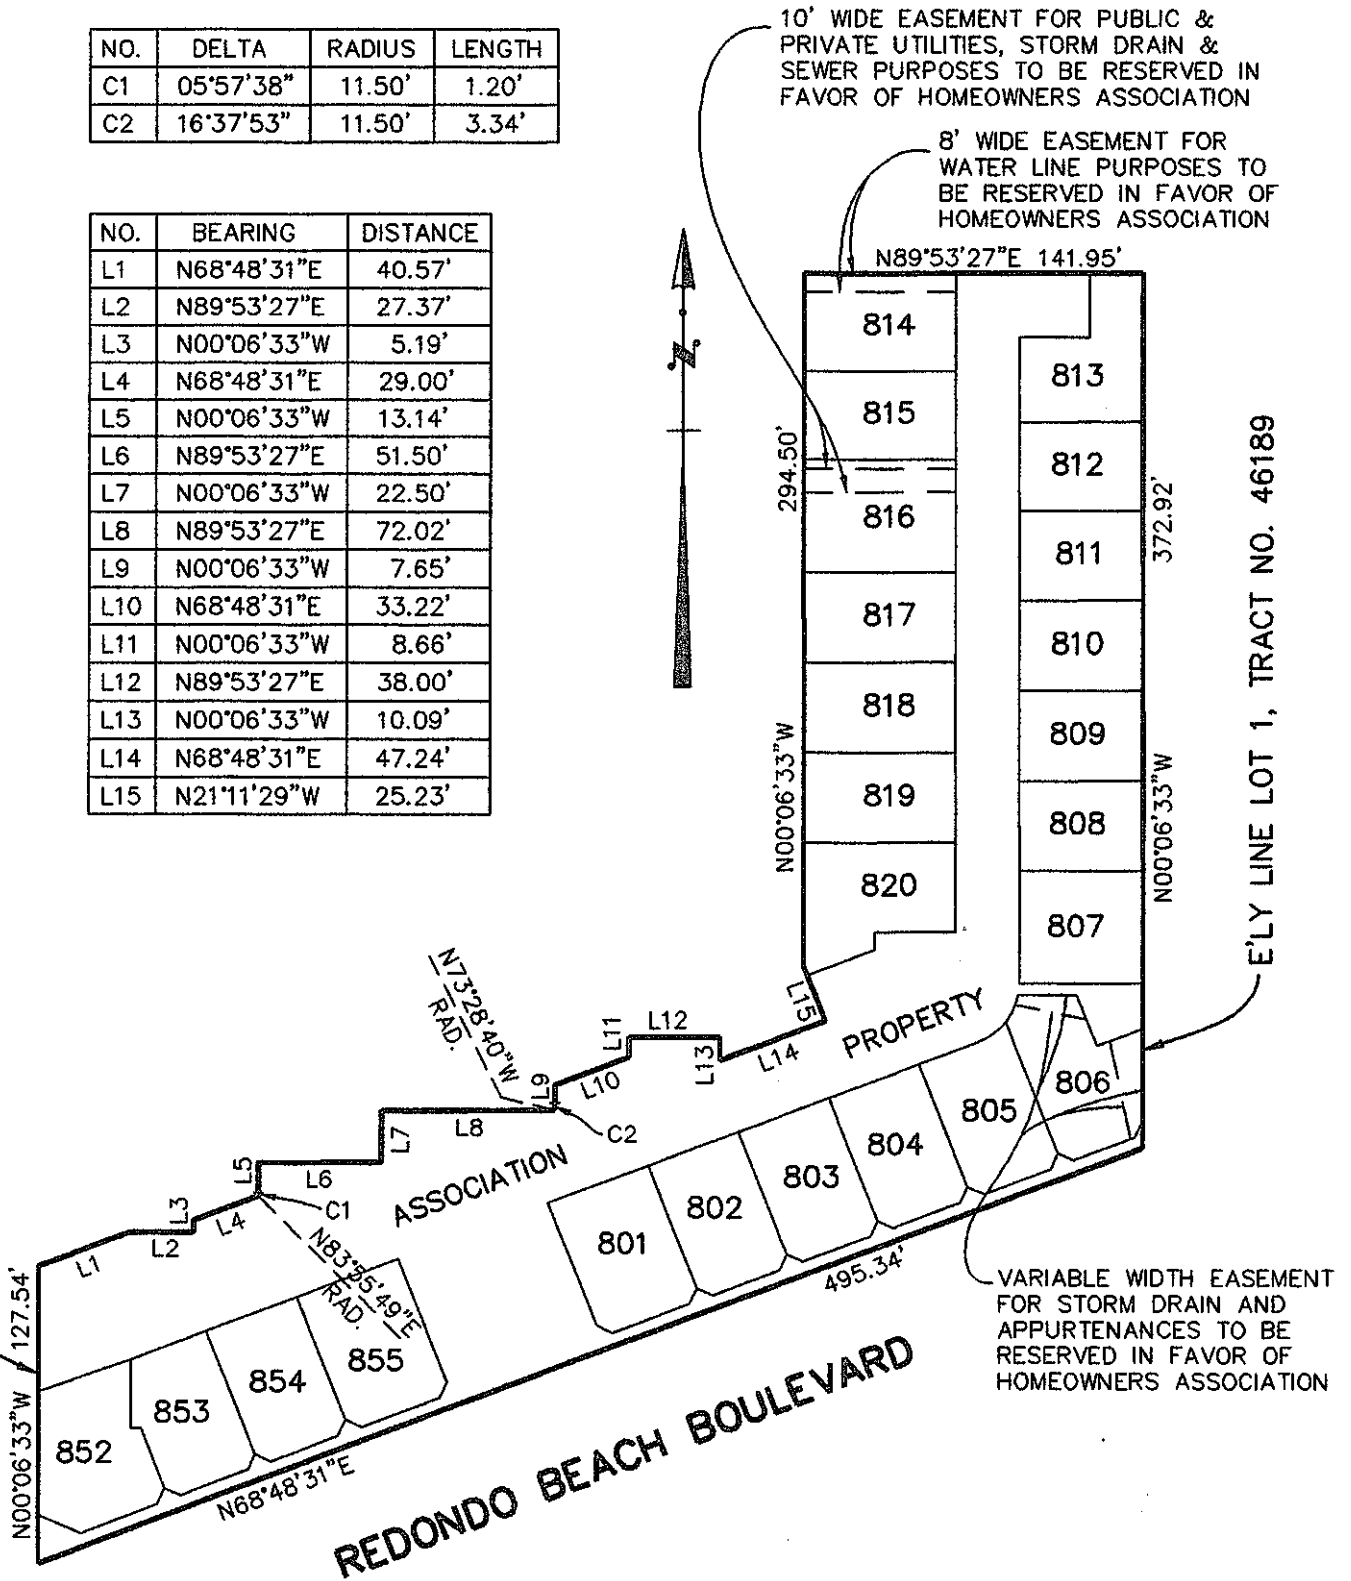 NO. DELTA RADIUS LENGTH
C1 05°57'38" 11.50' 1.20'
C2 16°37'53" 11.50' 3.34'
NO. BEARING DISTANCE
L1 N68°48'31"E 40.57'
L2 N89°53'27"E 27.37'
L3 N00°06'33"W 5.19'
L4 N68°48'31"E 29.00'
L5 N00°06'33"W 13.14'
L6 N89°53'27"E 51.50'
L7 N00°06'33"W 22.50'
L8 N89°53'27"E 72.02'
L9 N00°06'33"W 7.65'
L10 N68°48'31"E 33.22'
L11 N00°06'33"W 8.66'
L12 N89°53'27"E 38.00'
L13 N00°06'33"W 10.09'
L14 N68°48'31"E 47.24'
L15 N21°11'29"W 25.23'
10' WIDE EASEMENT FOR PUBLIC &
PRIVATE UTILITIES, STORM DRAIN &
SEWER PURPOSES TO BE RESERVED IN
FAVOR OF HOMEOWNERS ASSOCIATION
8' WIDE EASEMENT FOR
WATER LINE PURPOSES TO
BE RESERVED IN FAVOR OF
HOMEOWNERS ASSOCIATION
N
N89°53'27"E 141.95'
814
815
816
817
818
819
820
813
812
811
810
809
808
807
N00°06'33"W 294.50'
N00°06'33"W 372.92'
E'LY LINE LOT 1, TRACT NO. 46189
N73°28'40"W
RAD.
L15
L14
L13
L12
L11
L10
L9
C2
L8
L7
L6
L5
C1
L4
L3
L2
L1
N83°55'49"E
RAD.
ASSOCIATION PROPERTY
806
805
804
803
802
801
855
854
853
852
N00°06'33"W 127.54'
N68°48'31"E 495.34'
REDONDO BEACH BOULEVARD
VARIABLE WIDTH EASEMENT
FOR STORM DRAIN AND
APPURTENANCES TO BE
RESERVED IN FAVOR OF
HOMEOWNERS ASSOCIATION